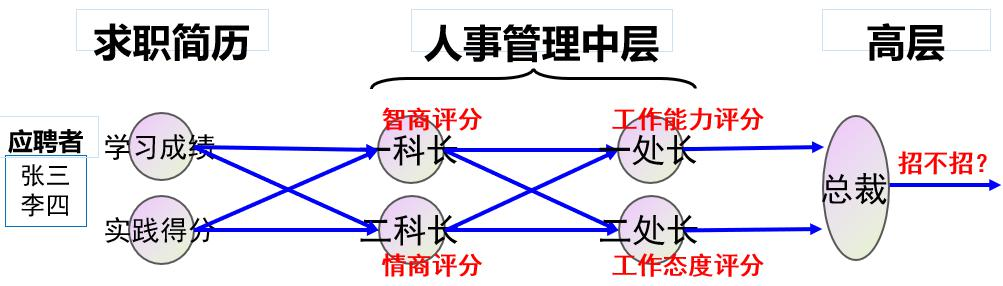 求职简历
人事管理中层
高层
应聘者
张三
李四
学习成绩
实践得分
智商评分
一科长
二科长
情商评分
工作能力评分
一处长
二处长
工作态度评分
总裁
招不招?